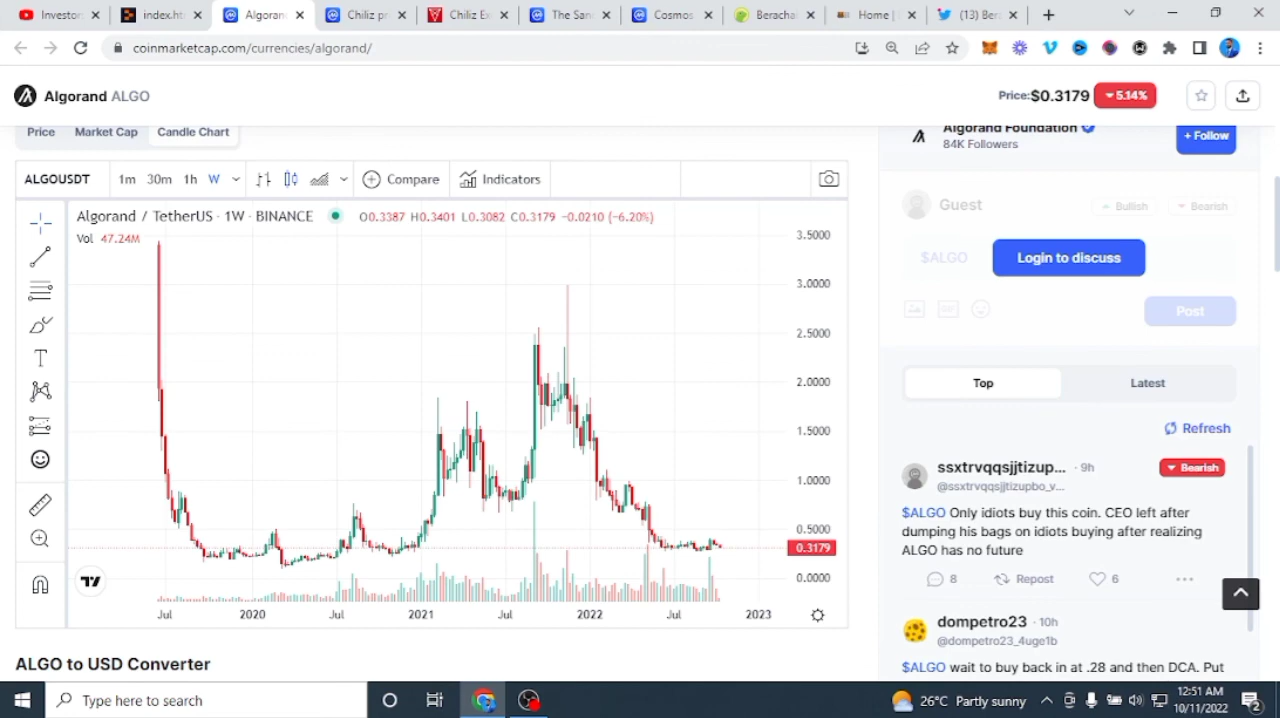 Investor
index.ht
Algoran
Chiliz pr
Chiliz Ex
The San
Cosmos
Berachal
Home |
(13) Ber
coinmarketcap.com/currencies/algorand/
Algorand ALGO
Price:$0.3179
5.14%
Price
Market Cap
Candle Chart
Algorand Foundation
84K Followers
+ Follow
ALGOUSDT
1m 30m 1h W
Compare
Indicators
Algorand / TetherUS · 1W · BINANCE
O0.3387 H0.3401 L0.3082 C0.3179 -0.0210 (-6.20%)
Vol 47.24M
3.5000
3.0000
2.5000
2.0000
1.5000
1.0000
0.5000
0.3179
0.0000
Jul
2020
Jul
2021
Jul
2022
Jul
2023
Guest
Bullish
Bearish
$ALGO
Login to discuss
GIF
Post
Top
Latest
Refresh
ssxtrvqqsjjtizup... · 9h
Bearish
@ssxtrvqqsjjtizupbo_y...
$ALGO Only idiots buy this coin. CEO left after
dumping his bags on idiots buying after realizing
ALGO has no future
8
Repost
6
dompetro23 · 10h
@dompetro23_4uge1b
$ALGO wait to buy back in at .28 and then DCA. Put
ALGO to USD Converter
Type here to search
26°C Partly sunny
12:51 AM
10/11/2022
2